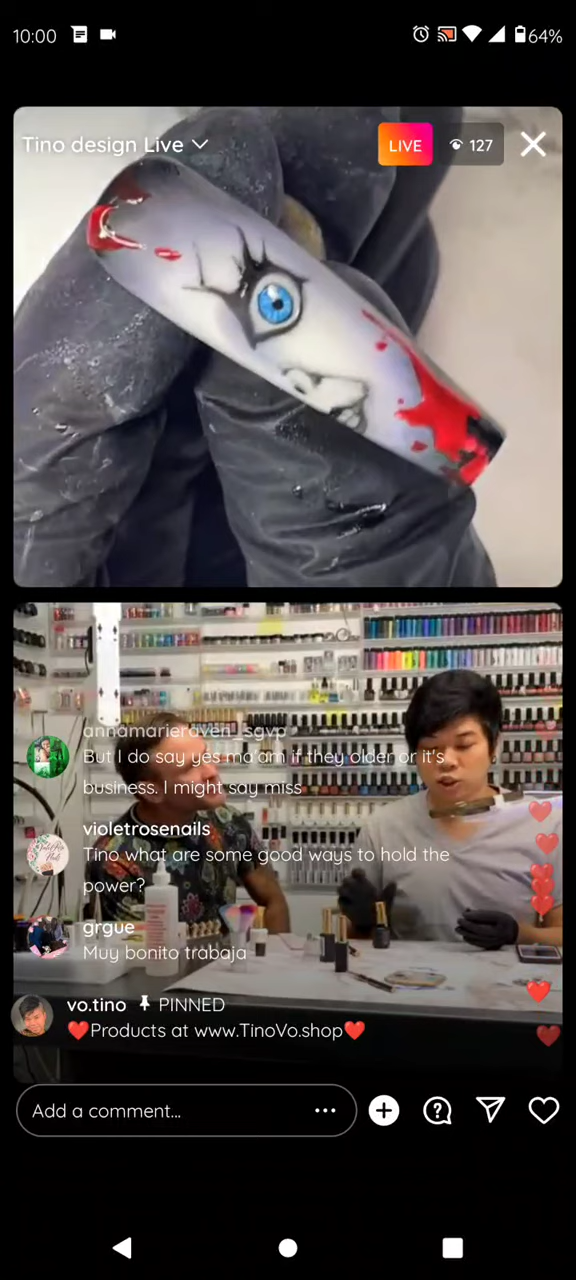 10:00
64%
Tino design Live
LIVE
127
annamarieraven_sgvp
But I do say yes ma'am if they older or it's
business. I might say miss
violetrosenails
Tino what are some good ways to hold the
power?
grgue
Muy bonito trabaja
vo.tino PINNED
❤️Products at www.TinoVo.shop❤️
Add a comment...